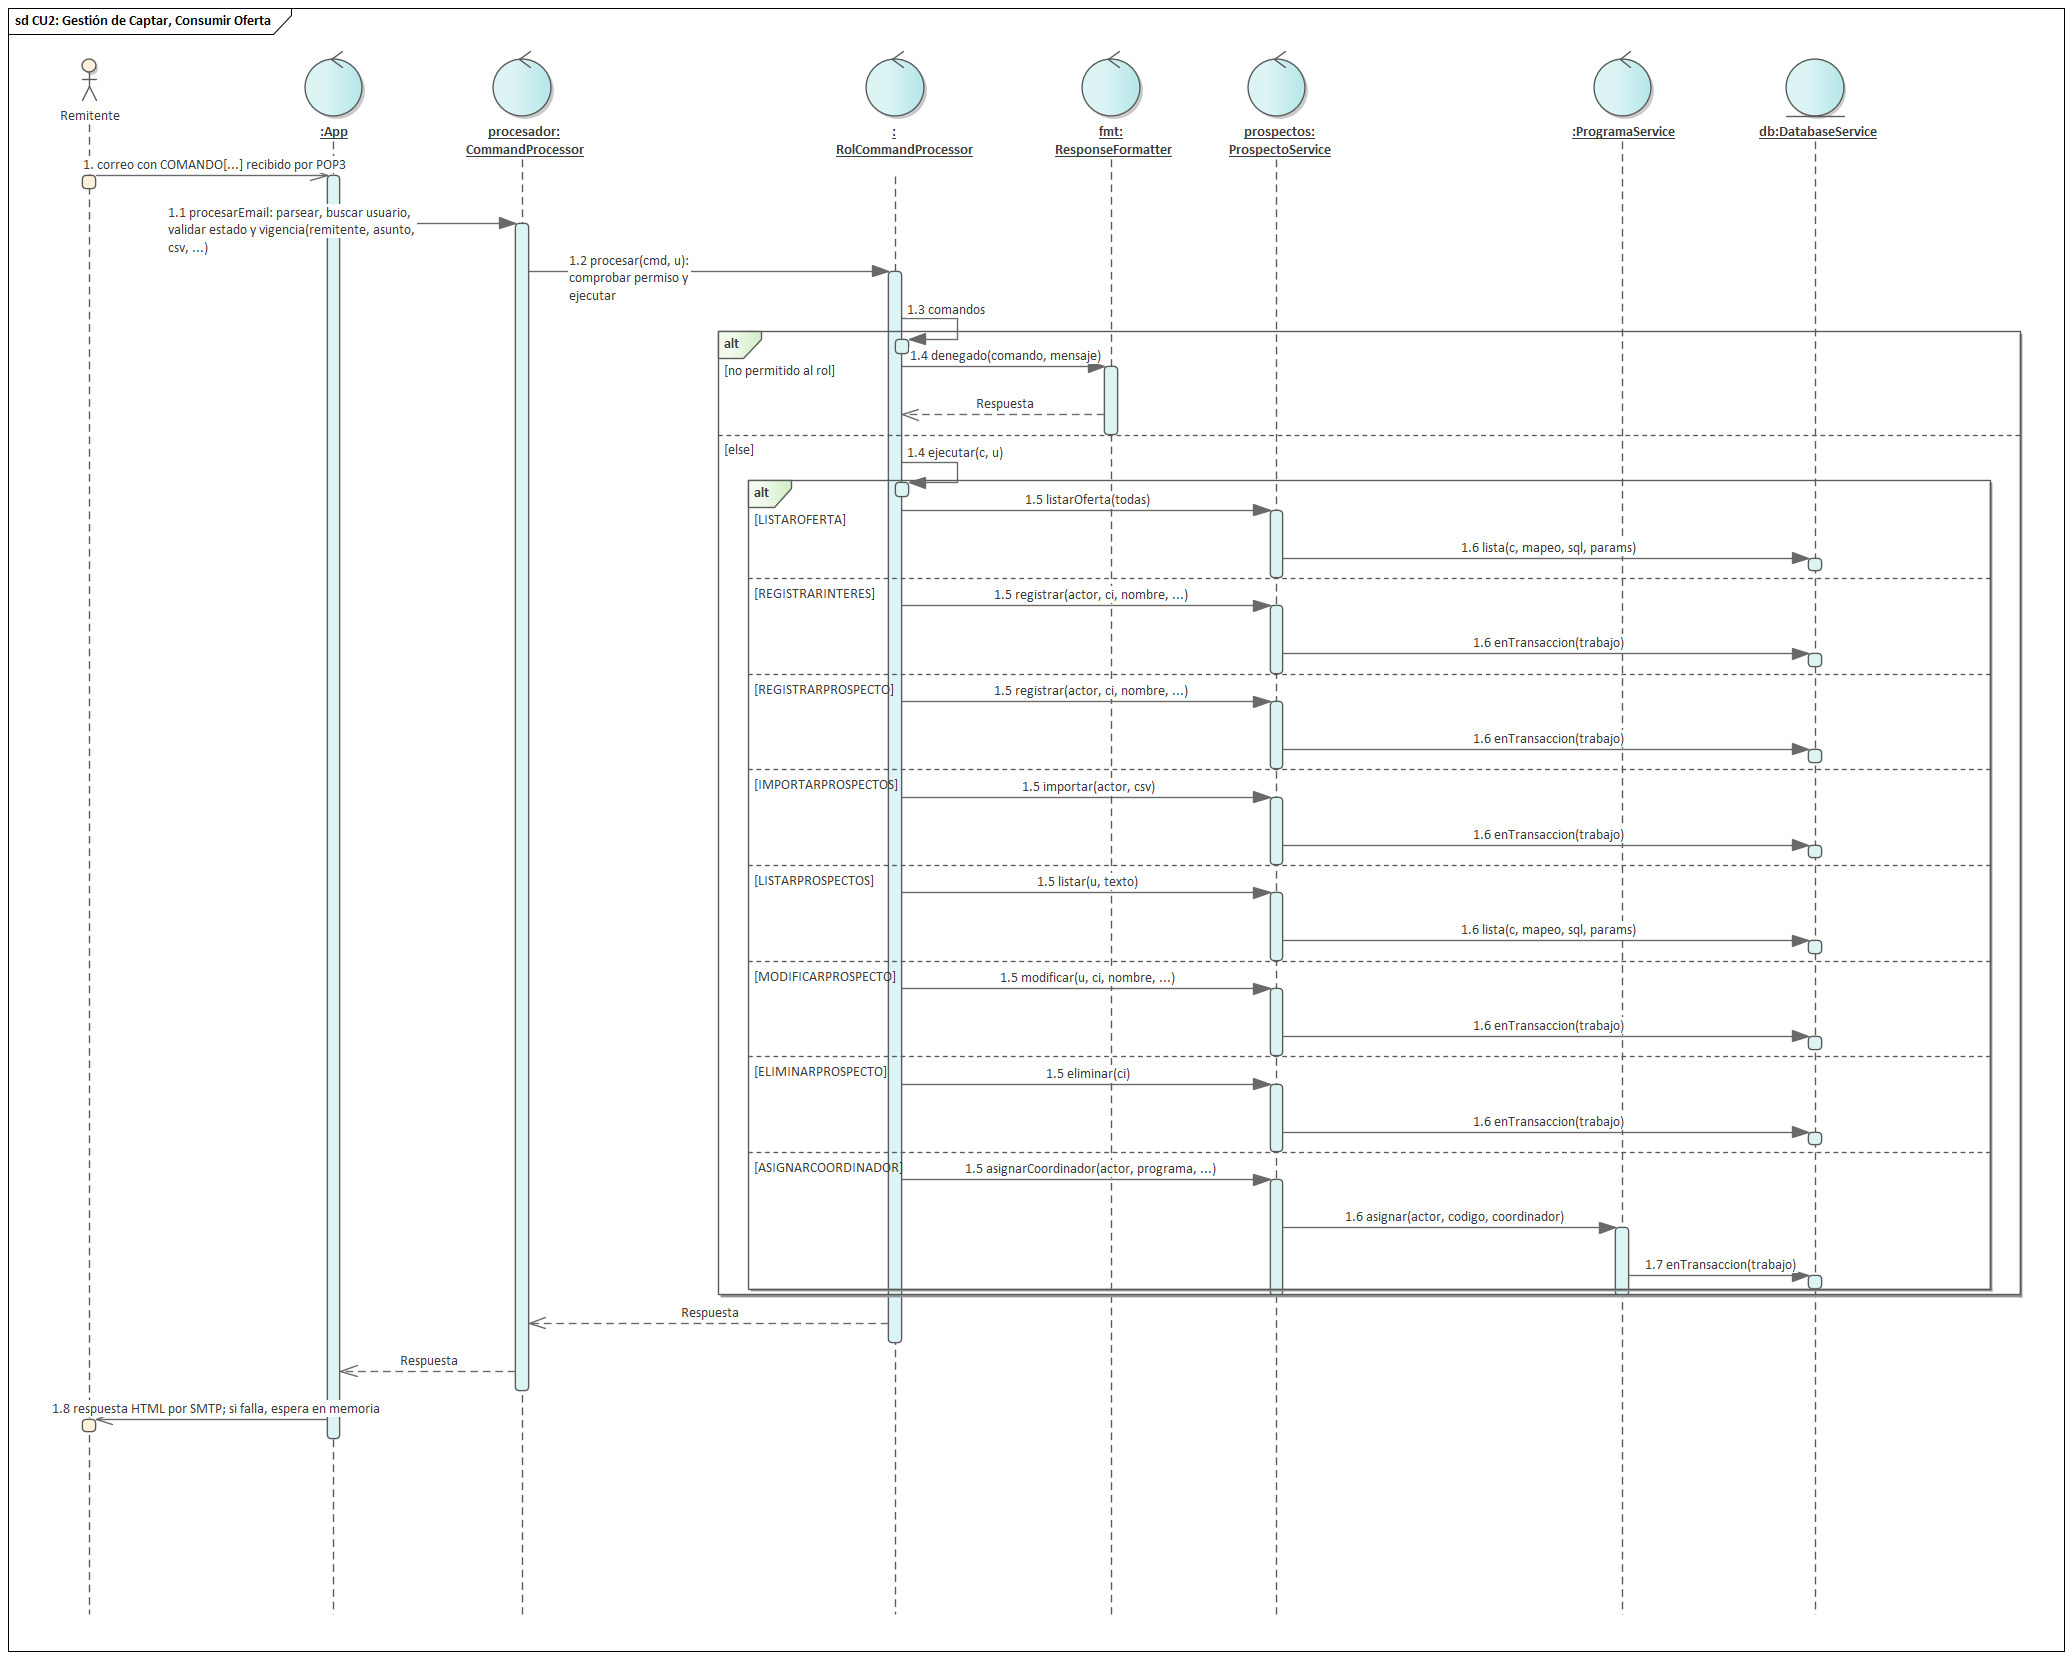 sd CU2: Gestión de Captar, Consumir Oferta
Remitente
:App
procesador:
CommandProcessor
:
RolCommandProcessor
fmt:
ResponseFormatter
prospectos:
ProspectoService
:ProgramaService
db:DatabaseService
1. correo con COMANDO[...] recibido por POP3
1.1 procesarEmail: parsear, buscar usuario,
validar estado y vigencia(remitente, asunto,
csv, ...)
1.2 procesar(cmd, u):
comprobar permiso y
ejecutar
1.3 comandos
alt
1.4 denegado(comando, mensaje)
[no permitido al rol]
Respuesta
[else]
1.4 ejecutar(c, u)
alt
1.5 listarOferta(todas)
[LISTAROFERTA]
1.6 lista(c, mapeo, sql, params)
[REGISTRARINTERES]
1.5 registrar(actor, ci, nombre, ...)
1.6 enTransaccion(trabajo)
[REGISTRARPROSPECTO]
1.5 registrar(actor, ci, nombre, ...)
1.6 enTransaccion(trabajo)
[IMPORTARPROSPECTOS]
1.5 importar(actor, csv)
1.6 enTransaccion(trabajo)
[LISTARPROSPECTOS]
1.5 listar(u, texto)
1.6 lista(c, mapeo, sql, params)
[MODIFICARPROSPECTO]
1.5 modificar(u, ci, nombre, ...)
1.6 enTransaccion(trabajo)
[ELIMINARPROSPECTO]
1.5 eliminar(ci)
1.6 enTransaccion(trabajo)
[ASIGNARCOORDINADOR]
1.5 asignarCoordinador(actor, programa, ...)
1.6 asignar(actor, codigo, coordinador)
1.7 enTransaccion(trabajo)
Respuesta
Respuesta
1.8 respuesta HTML por SMTP; si falla, espera en memoria